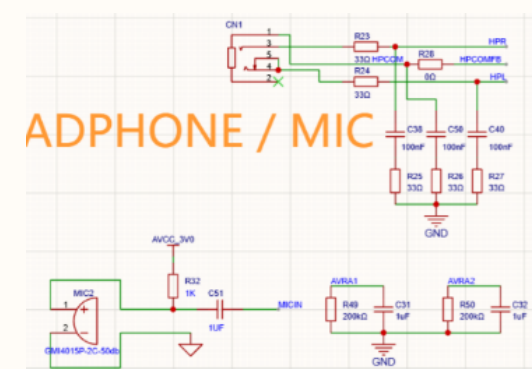 CN1
1
3
5
4
2
R23
33Ω
HPCOM
R24
33Ω
R28
0Ω
HPR
HPCOMFB
HPL
ADPHONE / MIC
C38
100nF
C50
100nF
C40
100nF
R25
33Ω
R26
33Ω
R27
33Ω
GND
AVCC_3V0
R32
1K
C51
1UF
MICIN
MIC2
1
+
2
−
GMI4015P-2C-50db
AVRA1
R49
200kΩ
C31
1uF
AVRA2
R50
200kΩ
C32
1uF
GND